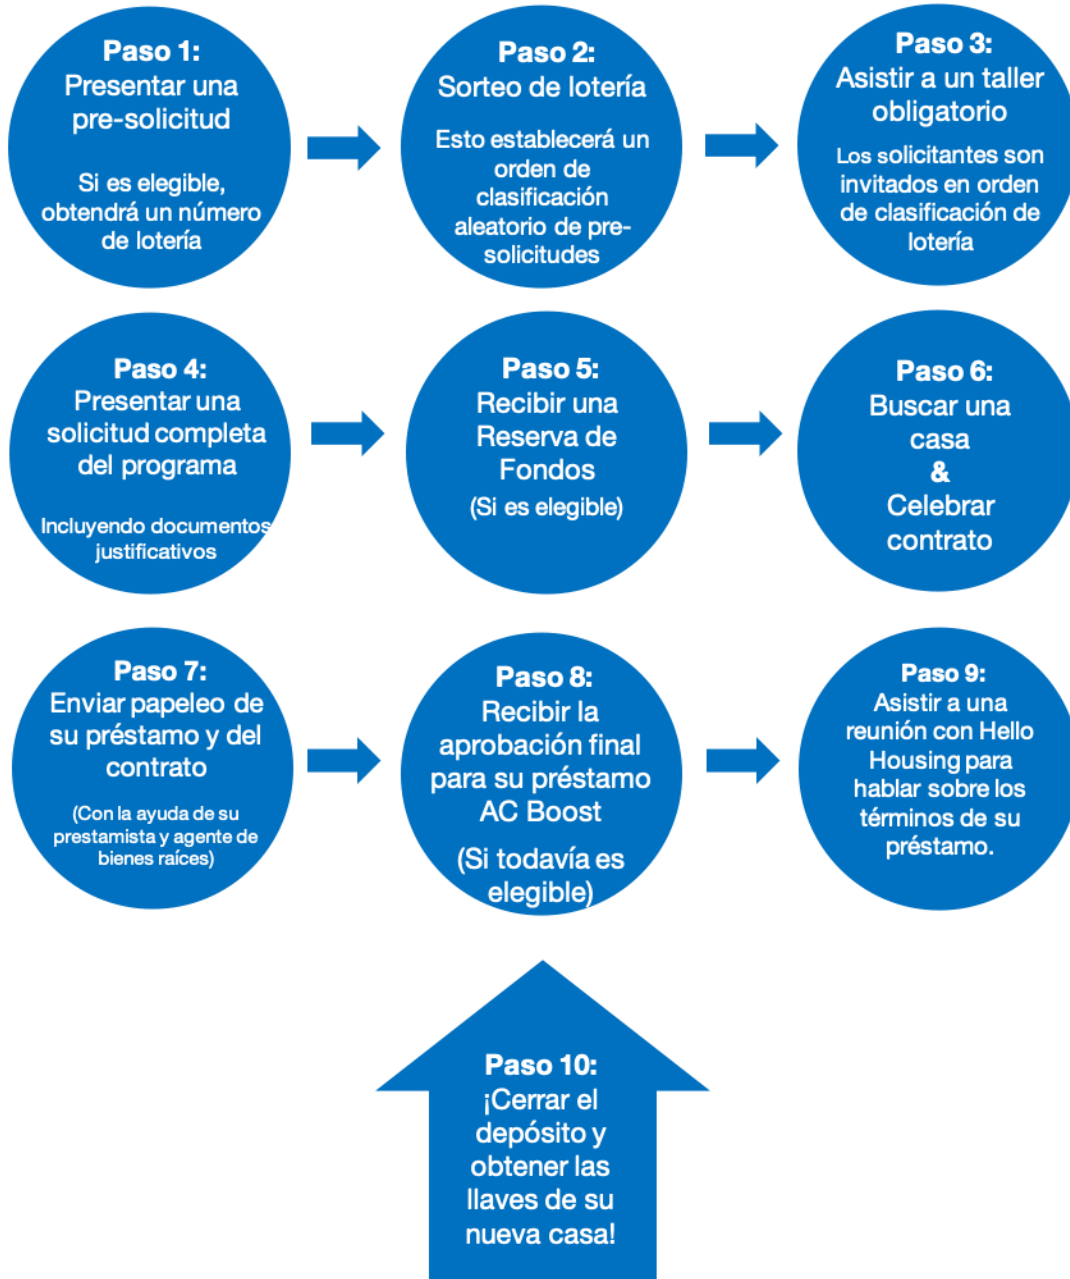 Paso 1:
Presentar una
pre-solicitud
Si es elegible,
obtendrá un número
de lotería
Paso 2:
Sorteo de lotería
Esto establecerá un
orden de
clasificación
aleatorio de pre-
solicitudes
Paso 3:
Asistir a un taller
obligatorio
Los solicitantes son
invitados en orden
de clasificación de
lotería
Paso 4:
Presentar una
solicitud completa
del programa
Incluyendo documentos
justificativos
Paso 5:
Recibir una
Reserva de
Fondos
(Si es elegible)
Paso 6:
Buscar una
casa
&
Celebrar
contrato
Paso 7:
Enviar papeleo de
su préstamo y del
contrato
(Con la ayuda de su
prestamista y agente de
bienes raíces)
Paso 8:
Recibir la
aprobación final
para su préstamo
AC Boost
(Si todavía es
elegible)
Paso 9:
Asistir a una
reunión con Hello
Housing para
hablar sobre los
términos de su
préstamo.
Paso 10:
¡Cerrar el
depósito y
obtener las
llaves de su
nueva casa!